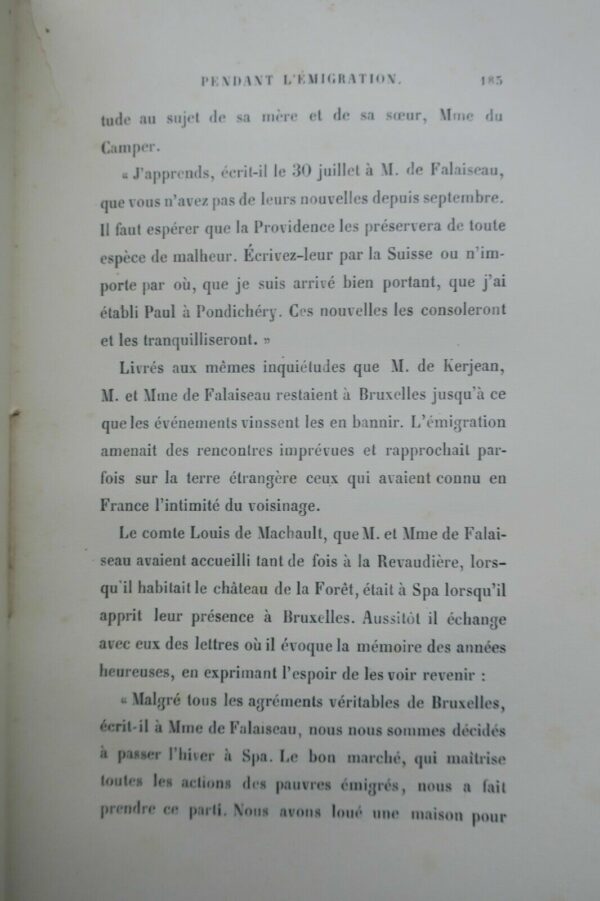 PENDANT L'ÉMIGRATION. 185
tude au sujet de sa mère et de sa sœur, Mme du
Camper.
« J'apprends, écrit-il le 30 juillet à M. de Falaiseau,
que vous n'avez pas de leurs nouvelles depuis septembre.
Il faut espérer que la Providence les préservera de toute
espèce de malheur. Écrivez-leur par la Suisse ou n'im-
porte par où, que je suis arrivé bien portant, que j'ai
établi Paul à Pondichéry. Ces nouvelles les consoleront
et les tranquilliseront. »
Livrés aux mêmes inquiétudes que M. de Kerjean,
M. et Mme de Falaiseau restaient à Bruxelles jusqu'à ce
que les événements vinssent les en bannir. L'émigration
amenait des rencontres imprévues et rapprochait par-
fois sur la terre étrangère ceux qui avaient connu en
France l'intimité du voisinage.
Le comte Louis de Machault, que M. et Mme de Falai-
seau avaient accueilli tant de fois à la Revaudière, lors-
qu'il habitait le château de la Forêt, était à Spa lorsqu'il
apprit leur présence à Bruxelles. Aussitôt il échange
avec eux des lettres où il évoque la mémoire des années
heureuses, en exprimant l'espoir de les voir revenir :
« Malgré tous les agréments véritables de Bruxelles,
écrit-il à Mme de Falaiseau, nous nous sommes décidés
à passer l'hiver à Spa. Le bon marché, qui maîtrise
toutes les actions des pauvres émigrés, nous a fait
prendre ce parti. Nous avons loué une maison pour